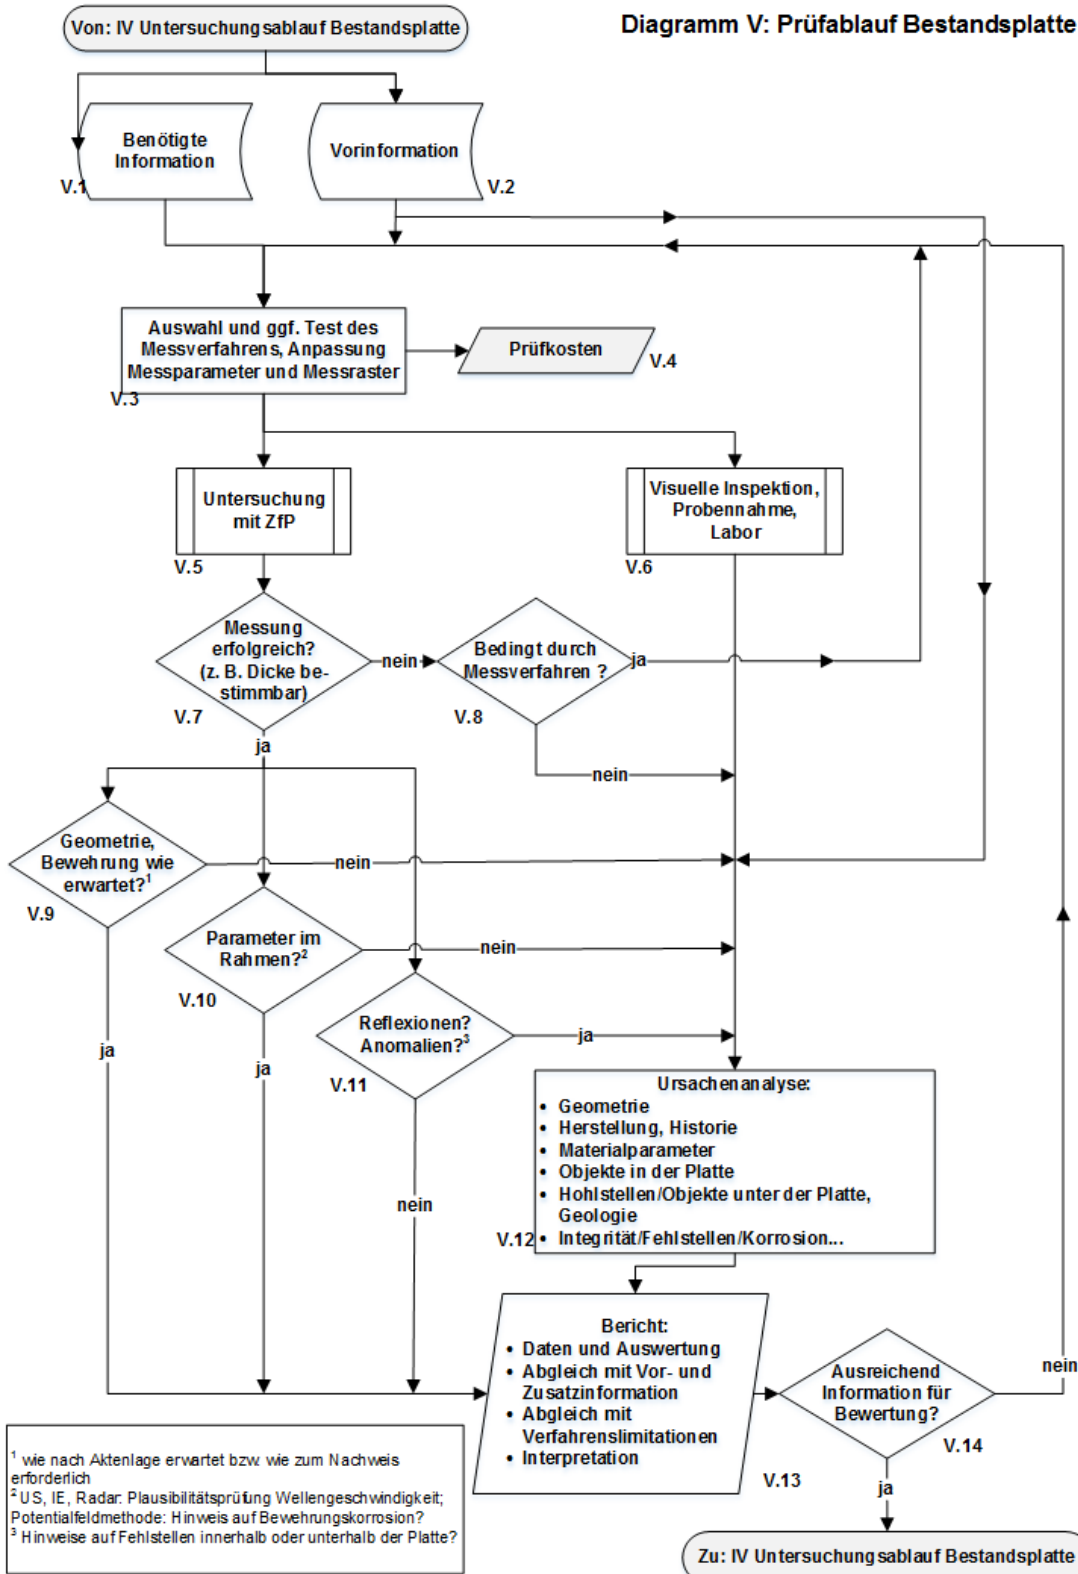 Von: IV Untersuchungsablauf Bestandsplatte
Diagramm V: Prüfablauf Bestandsplatte
Benötigte
Information
V.1
Vorinformation
V.2
Auswahl und ggf. Test des
Messverfahrens, Anpassung
Messparameter und Messraster
V.3
Prüfkosten
V.4
Untersuchung
mit ZfP
V.5
Visuelle Inspektion,
Probennahme,
Labor
V.6
Messung
erfolgreich?
(z. B. Dicke be-
stimmbar)
V.7
nein
Bedingt durch
Messverfahren ?
V.8
ja
nein
ja
Geometrie,
Bewehrung wie
erwartet?¹
V.9
nein
ja
Parameter im
Rahmen?²
V.10
nein
ja
Reflexionen?
Anomalien?³
V.11
ja
nein
Ursachenanalyse:
• Geometrie
• Herstellung, Historie
• Materialparameter
• Objekte in der Platte
• Hohlstellen/Objekte unter der Platte,
Geologie
• Integrität/Fehlstellen/Korrosion...
V.12
Bericht:
• Daten und Auswertung
• Abgleich mit Vor- und
Zusatzinformation
• Abgleich mit
Verfahrenslimitationen
• Interpretation
V.13
Ausreichend
Information für
Bewertung?
V.14
nein
ja
Zu: IV Untersuchungsablauf Bestandsplatte
¹ wie nach Aktenlage erwartet bzw. wie zum Nachweis
erforderlich
² US, IE, Radar: Plausibilitätsprüfung Wellengeschwindigkeit;
Potentialfeldmethode: Hinweis auf Bewehrungskorrosion?
³ Hinweise auf Fehlstellen innerhalb oder unterhalb der Platte?